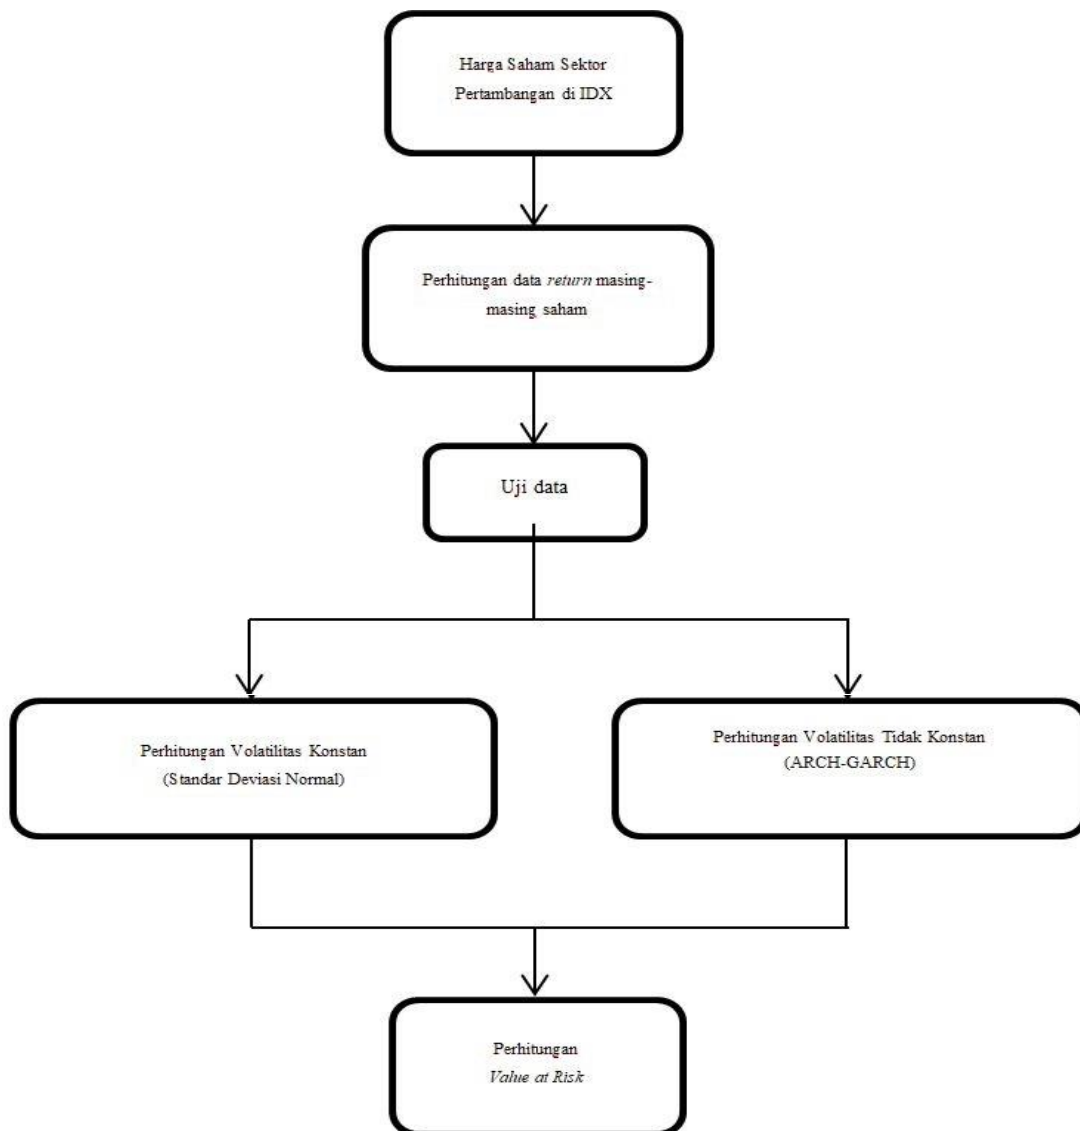 Harga Saham Sektor
Pertambangan di IDX
Perhitungan data return masing-
masing saham
Uji data
Perhitungan Volatilitas Konstan
(Standar Deviasi Normal)
Perhitungan Volatilitas Tidak Konstan
(ARCH-GARCH)
Perhitungan
Value at Risk